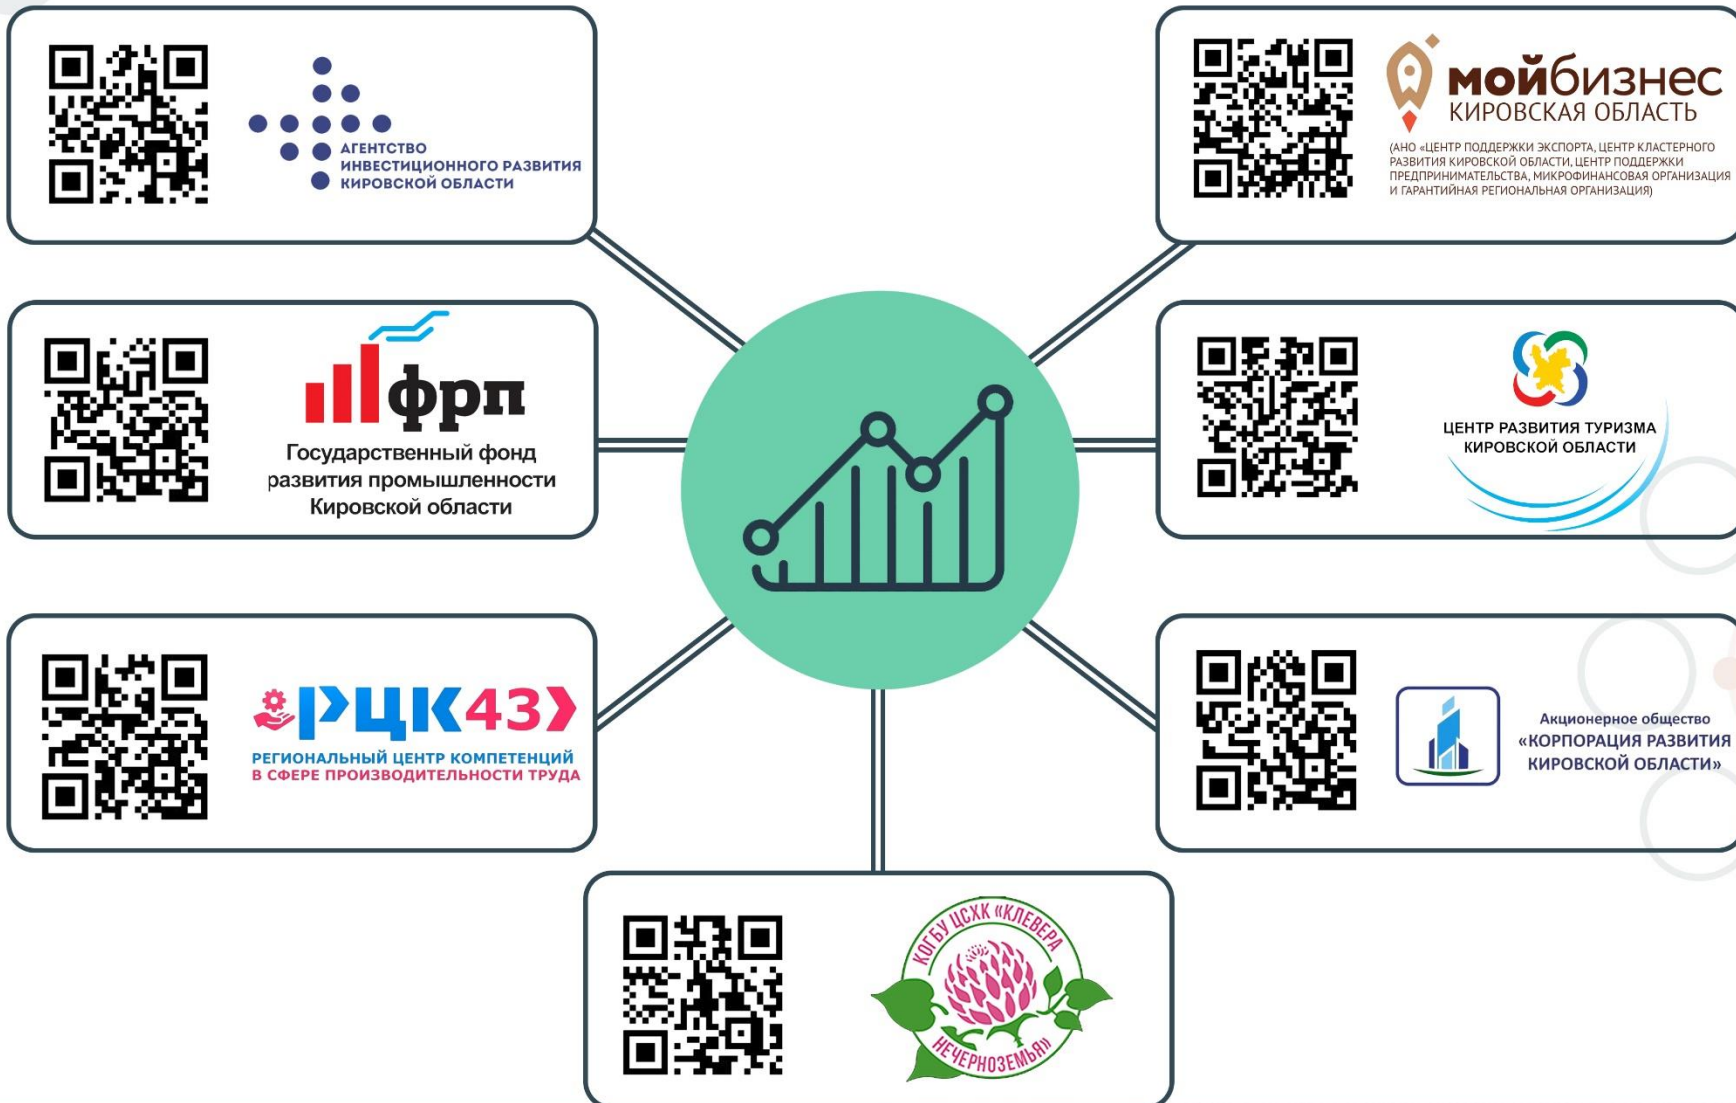 АГЕНТСТВО
ИНВЕСТИЦИОННОГО РАЗВИТИЯ
КИРОВСКОЙ ОБЛАСТИ
мойбизнес
КИРОВСКАЯ ОБЛАСТЬ
(АНО «ЦЕНТР ПОДДЕРЖКИ ЭКСПОРТА, ЦЕНТР КЛАСТЕРНОГО
РАЗВИТИЯ КИРОВСКОЙ ОБЛАСТИ, ЦЕНТР ПОДДЕРЖКИ
ПРЕДПРИНИМАТЕЛЬСТВА, МИКРОФИНАНСОВАЯ ОРГАНИЗАЦИЯ
И ГАРАНТИЙНАЯ РЕГИОНАЛЬНАЯ ОРГАНИЗАЦИЯ)
фрп
Государственный фонд
развития промышленности
Кировской области
ЦЕНТР РАЗВИТИЯ ТУРИЗМА
КИРОВСКОЙ ОБЛАСТИ
РЦК43
РЕГИОНАЛЬНЫЙ ЦЕНТР КОМПЕТЕНЦИЙ
В СФЕРЕ ПРОИЗВОДИТЕЛЬНОСТИ ТРУДА
Акционерное общество
«КОРПОРАЦИЯ РАЗВИТИЯ
КИРОВСКОЙ ОБЛАСТИ»
КОГБУ ЦСХК «КЛЕВЕРА
НЕЧЕРНОЗЕМЬЯ»